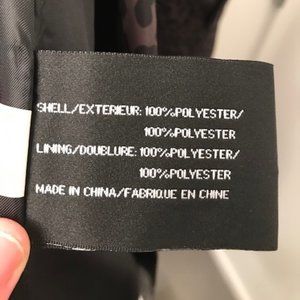 SHELL/EXTERIEUR: 100%POLYESTER/
100%POLYESTER
LINING/DOUBLURE: 100%POLYESTER/
100%POLYESTER
MADE IN CHINA/FABRIQUE EN CHINE